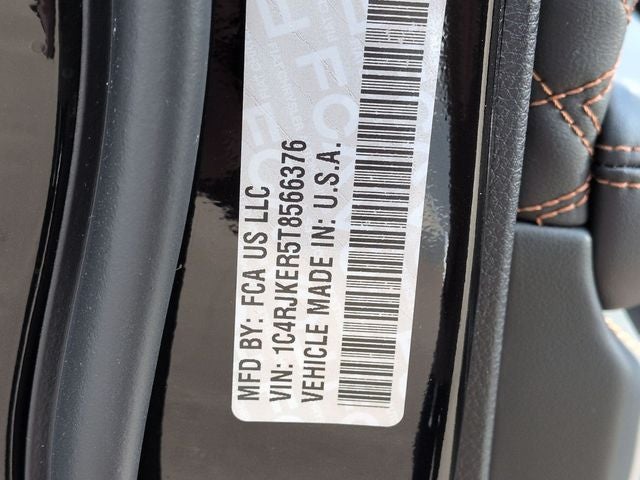 MFD BY: FCA US LLC
VIN: 1C4RJKER5T8566376
VEHICLE MADE IN: U.S.A.